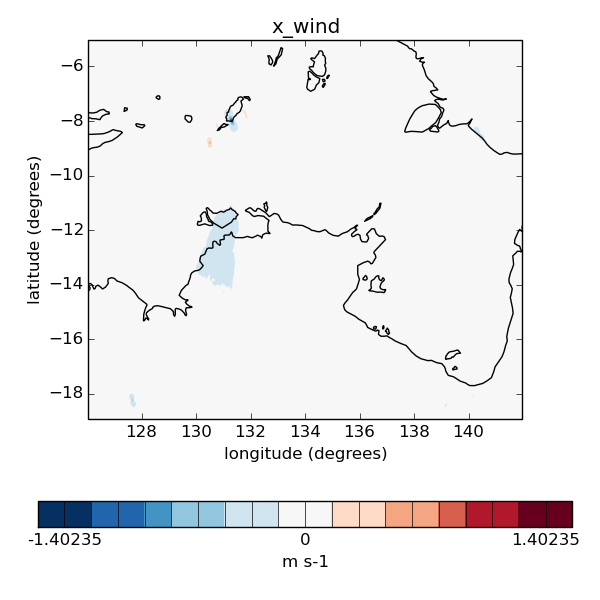 x_wind
−6
−8
−10
−12
−14
−16
−18
latitude (degrees)
128 130 132 134 136 138 140
longitude (degrees)
-1.40235 0 1.40235
m s-1